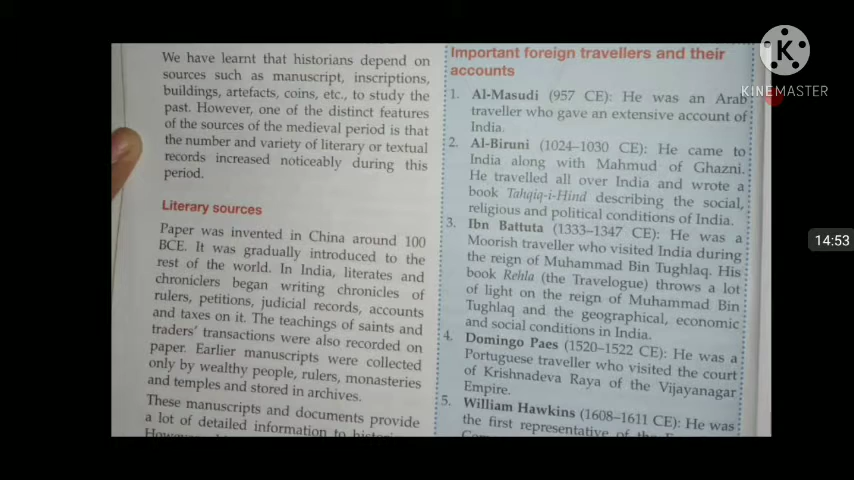 We have learnt that historians depend on
sources such as manuscript, inscriptions,
buildings, artefacts, coins, etc., to study the
past. However, one of the distinct features
of the sources of the medieval period is that
the number and variety of literary or textual
records increased noticeably during this
period.
Literary sources
Paper was invented in China around 100
BCE. It was gradually introduced to the
rest of the world. In India, literates and
chroniclers began writing chronicles of
rulers, petitions, judicial records, accounts
and taxes on it. The teachings of saints and
traders' transactions were also recorded on
paper. Earlier manuscripts were collected
only by wealthy people, rulers, monasteries
and temples and stored in archives.
These manuscripts and documents provide
a lot of detailed information to
However
Important foreign travellers and their
accounts
1. Al-Masudi (957 CE): He was an Arab
traveller who gave an extensive account of
India.
2. Al-Biruni (1024–1030 CE): He came to
India along with Mahmud of Ghazni.
He travelled all over India and wrote a
book Tahqiq-i-Hind describing the social,
religious and political conditions of India.
3. Ibn Battuta (1333–1347 CE): He was a
Moorish traveller who visited India during
the reign of Muhammad Bin Tughlaq. His
book Rehla (the Travelogue) throws a lot
of light on the reign of Muhammad Bin
Tughlaq and the geographical, economic
and social conditions in India.
4. Domingo Paes (1520–1522 CE): He was a
Portuguese traveller who visited the court
of Krishnadeva Raya of the Vijayanagar
Empire.
5. William Hawkins (1608–1611 CE): He was
the first representative of the
K
KINEMASTER
14:53